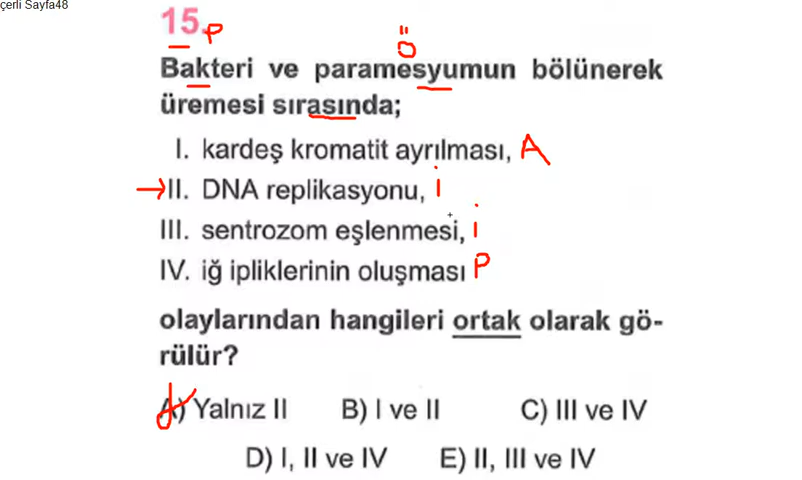 çerli Sayfa48
15. P
Ö
Bakteri ve paramesyumun bölünerek
üremesi sırasında;
I. kardeş kromatit ayrılması, A
→II. DNA replikasyonu, i
III. sentrozom eşlenmesi, i
IV. iğ ipliklerinin oluşması P
olaylarından hangileri ortak olarak gö-
rülür?
A) Yalnız II B) I ve II C) III ve IV
D) I, II ve IV E) II, III ve IV